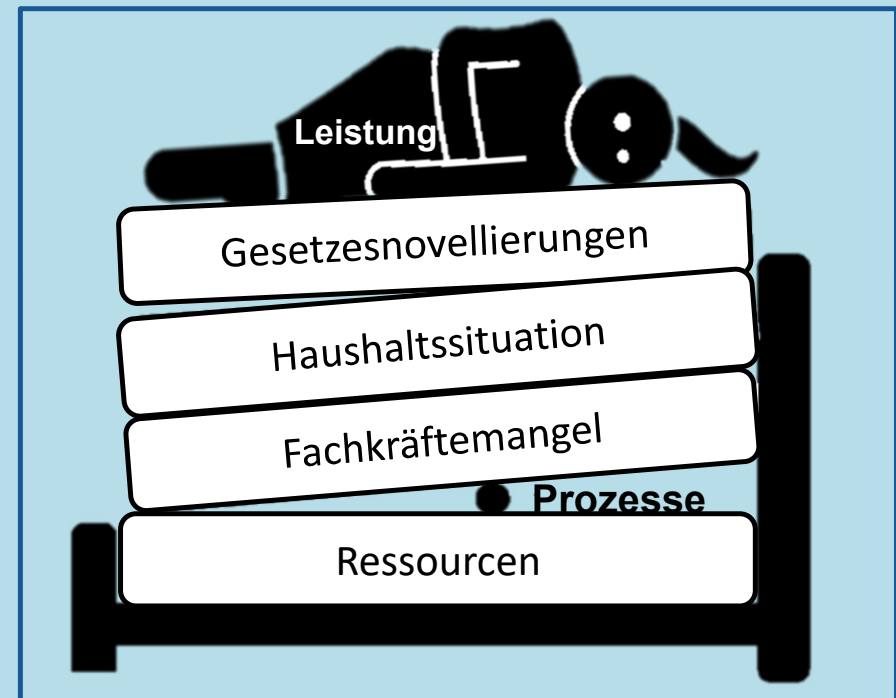 Leistung
Gesetzesnovellierungen
Haushaltssituation
Fachkräftemangel
Prozesse
Ressourcen